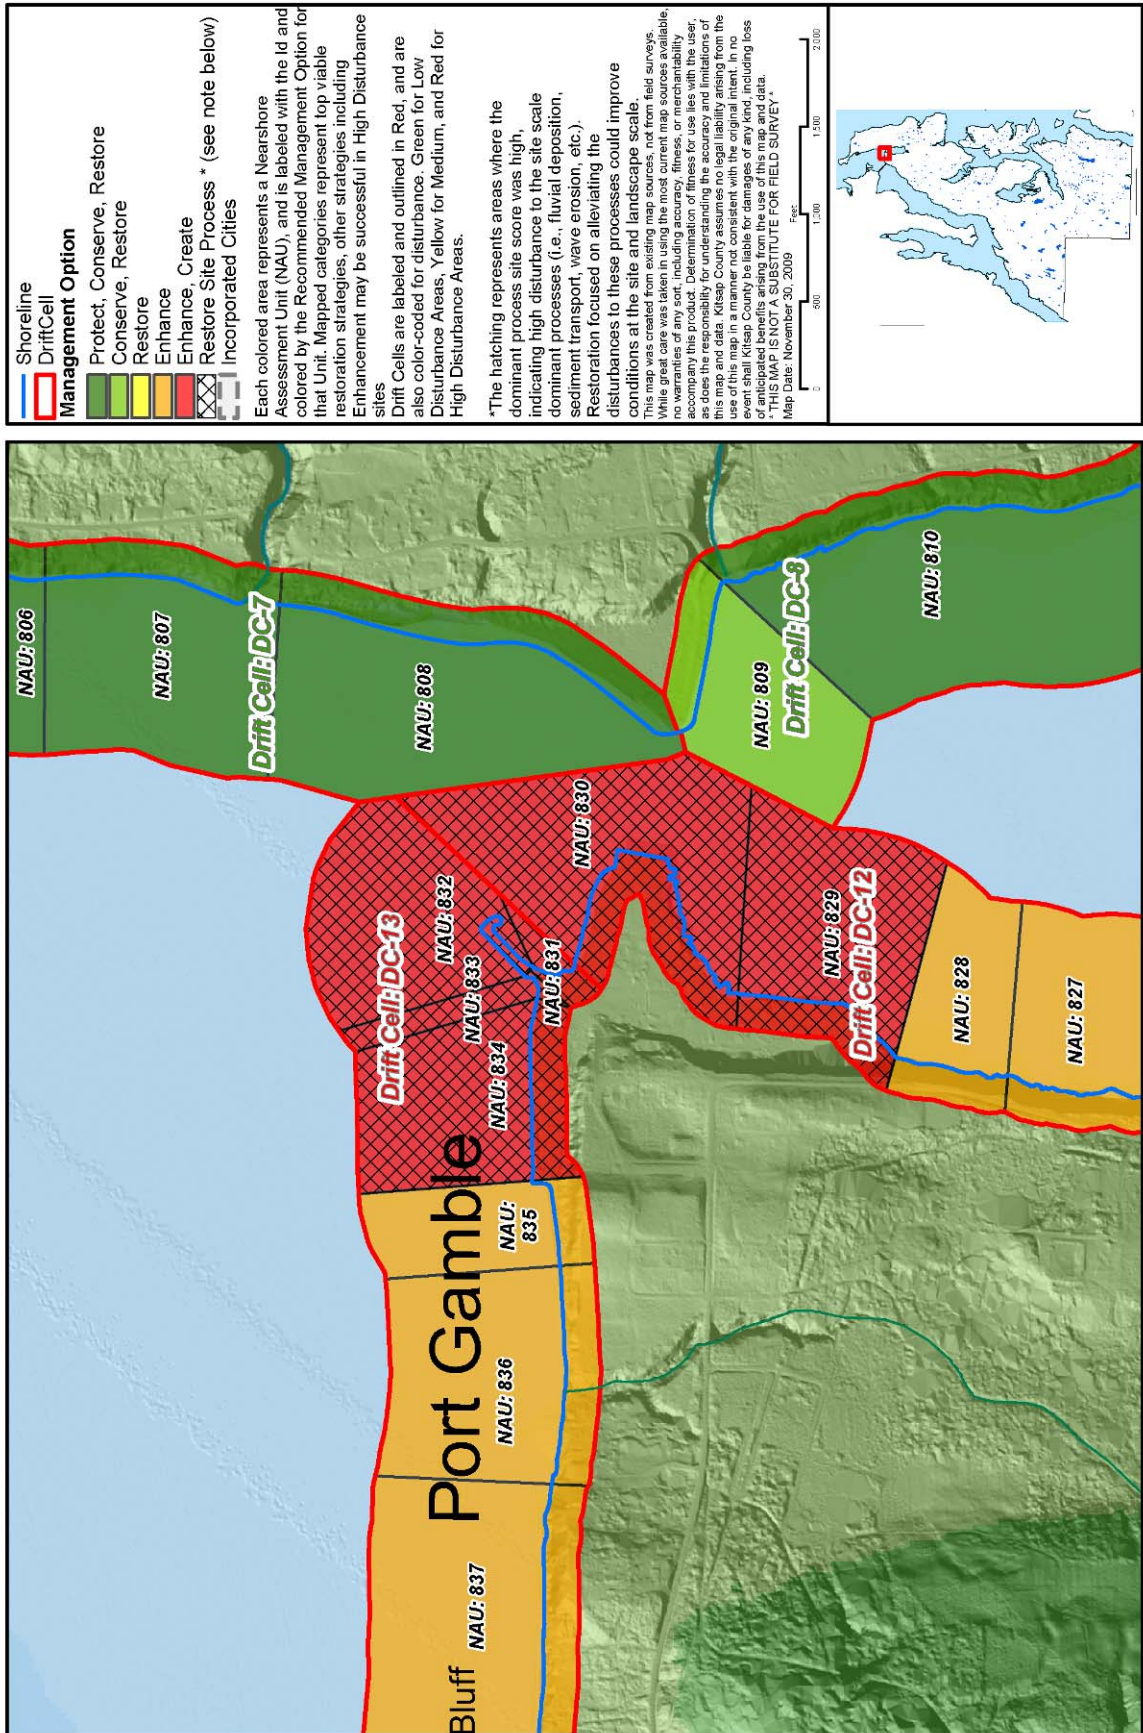 Shoreline
DriftCell
Management Option
Protect, Conserve, Restore
Conserve, Restore
Restore
Enhance
Enhance, Create
Restore Site Process * (see note below)
Incorporated Cities
Each colored area represents a Nearshore
Assessment Unit (NAU), and is labeled with the Id and
colored by the Recommended Management Option for
that Unit. Mapped categories represent top viable
restoration strategies, other strategies including
Enhancement may be successful in High Disturbance
sites
Drift Cells are labeled and outlined in Red, and are
also color-coded for disturbance. Green for Low
Disturbance Areas, Yellow for Medium, and Red for
High Disturbance Areas.
*The hatching represents areas where the
dominant process site score was high,
indicating high disturbance to the site scale
dominant processes (i.e., fluvial deposition,
sediment transport, wave erosion, etc.).
Restoration focused on alleviating the
disturbances to these processes could improve
conditions at the site and landscape scale.
This map was created from existing map sources, not from field surveys.
While great care was taken in using the most current map sources available,
no warranties of any sort, including accuracy, fitness, or merchantability
accompany this product. Determination of fitness for use lies with the user,
as does the responsiblity for understanding the accuracy and limitations of
this map and data. Kitsap County assumes no legal liability arising from the
use of this map in a manner not consistent with the original intent. In no
event shall Kitsap County be liable for damages of any kind, including loss
of anticipated benefits arising from the use of this map and data.
* THIS MAP IS NOT A SUBSTITUTE FOR FIELD SURVEY *
Map Date: November 30, 2009
0 500 1,000 1,500 2,000
Feet
NAU: 806
NAU: 807
Drift Cell: DC-7
NAU: 808
NAU: 809
Drift Cell: DC-8
NAU: 810
NAU: 830
NAU: 832
Drift Cell: DC-13
NAU: 833
NAU: 831
NAU: 834
NAU: 829
Drift Cell: DC-12
NAU: 828
NAU: 827
Port Gamble
NAU:
835
NAU: 836
NAU: 837
Bluff